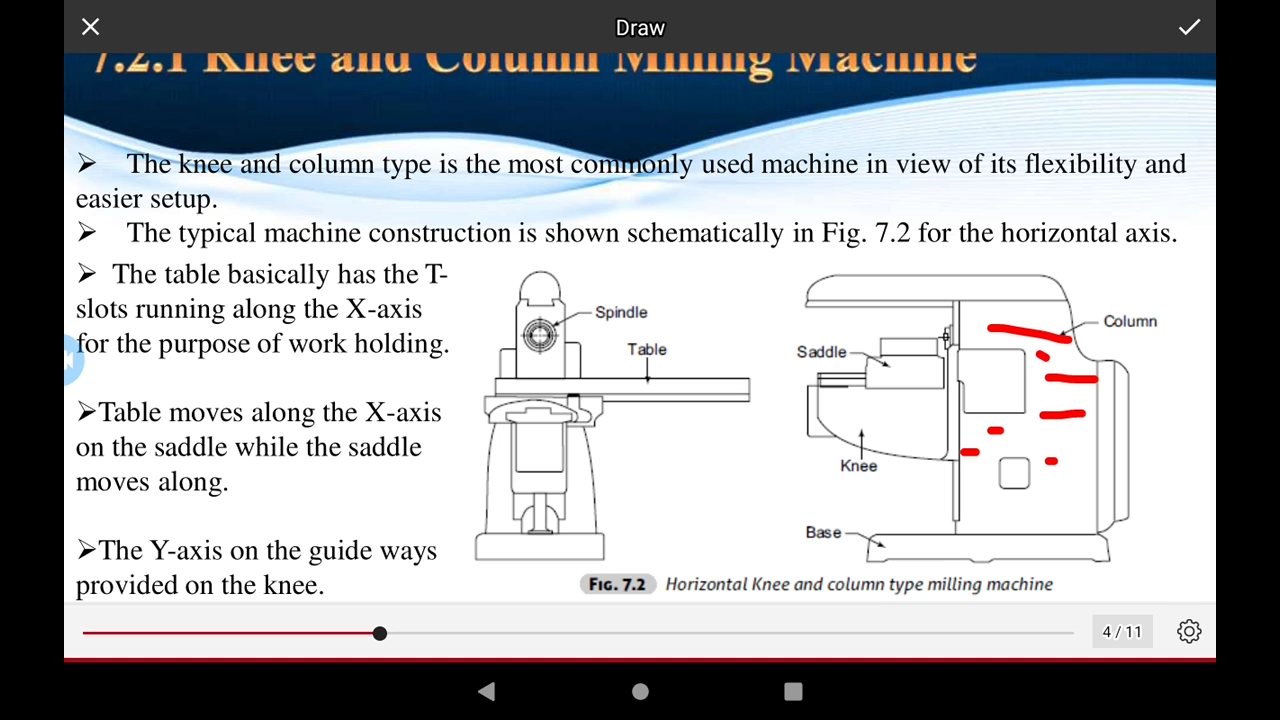 Draw
7.2.1 Knee and Column Milling Machine
➢ The knee and column type is the most commonly used machine in view of its flexibility and
easier setup.
➢ The typical machine construction is shown schematically in Fig. 7.2 for the horizontal axis.
➢ The table basically has the T-
slots running along the X-axis
for the purpose of work holding.
➢Table moves along the X-axis
on the saddle while the saddle
moves along.
➢The Y-axis on the guide ways
provided on the knee.
Spindle
Table
Column
Saddle
Knee
Base
FIG. 7.2 Horizontal Knee and column type milling machine
4 / 11